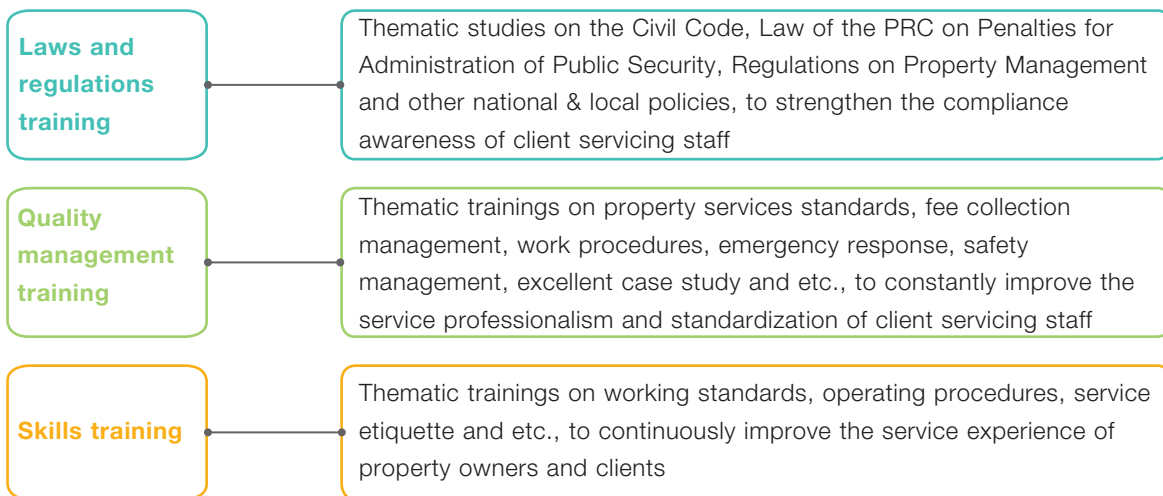 Laws and
regulations
training
Thematic studies on the Civil Code, Law of the PRC on Penalties for
Administration of Public Security, Regulations on Property Management
and other national & local policies, to strengthen the compliance
awareness of client servicing staff
Quality
management
training
Thematic trainings on property services standards, fee collection
management, work procedures, emergency response, safety
management, excellent case study and etc., to constantly improve the
service professionalism and standardization of client servicing staff
Skills training
Thematic trainings on working standards, operating procedures, service
etiquette and etc., to continuously improve the service experience of
property owners and clients